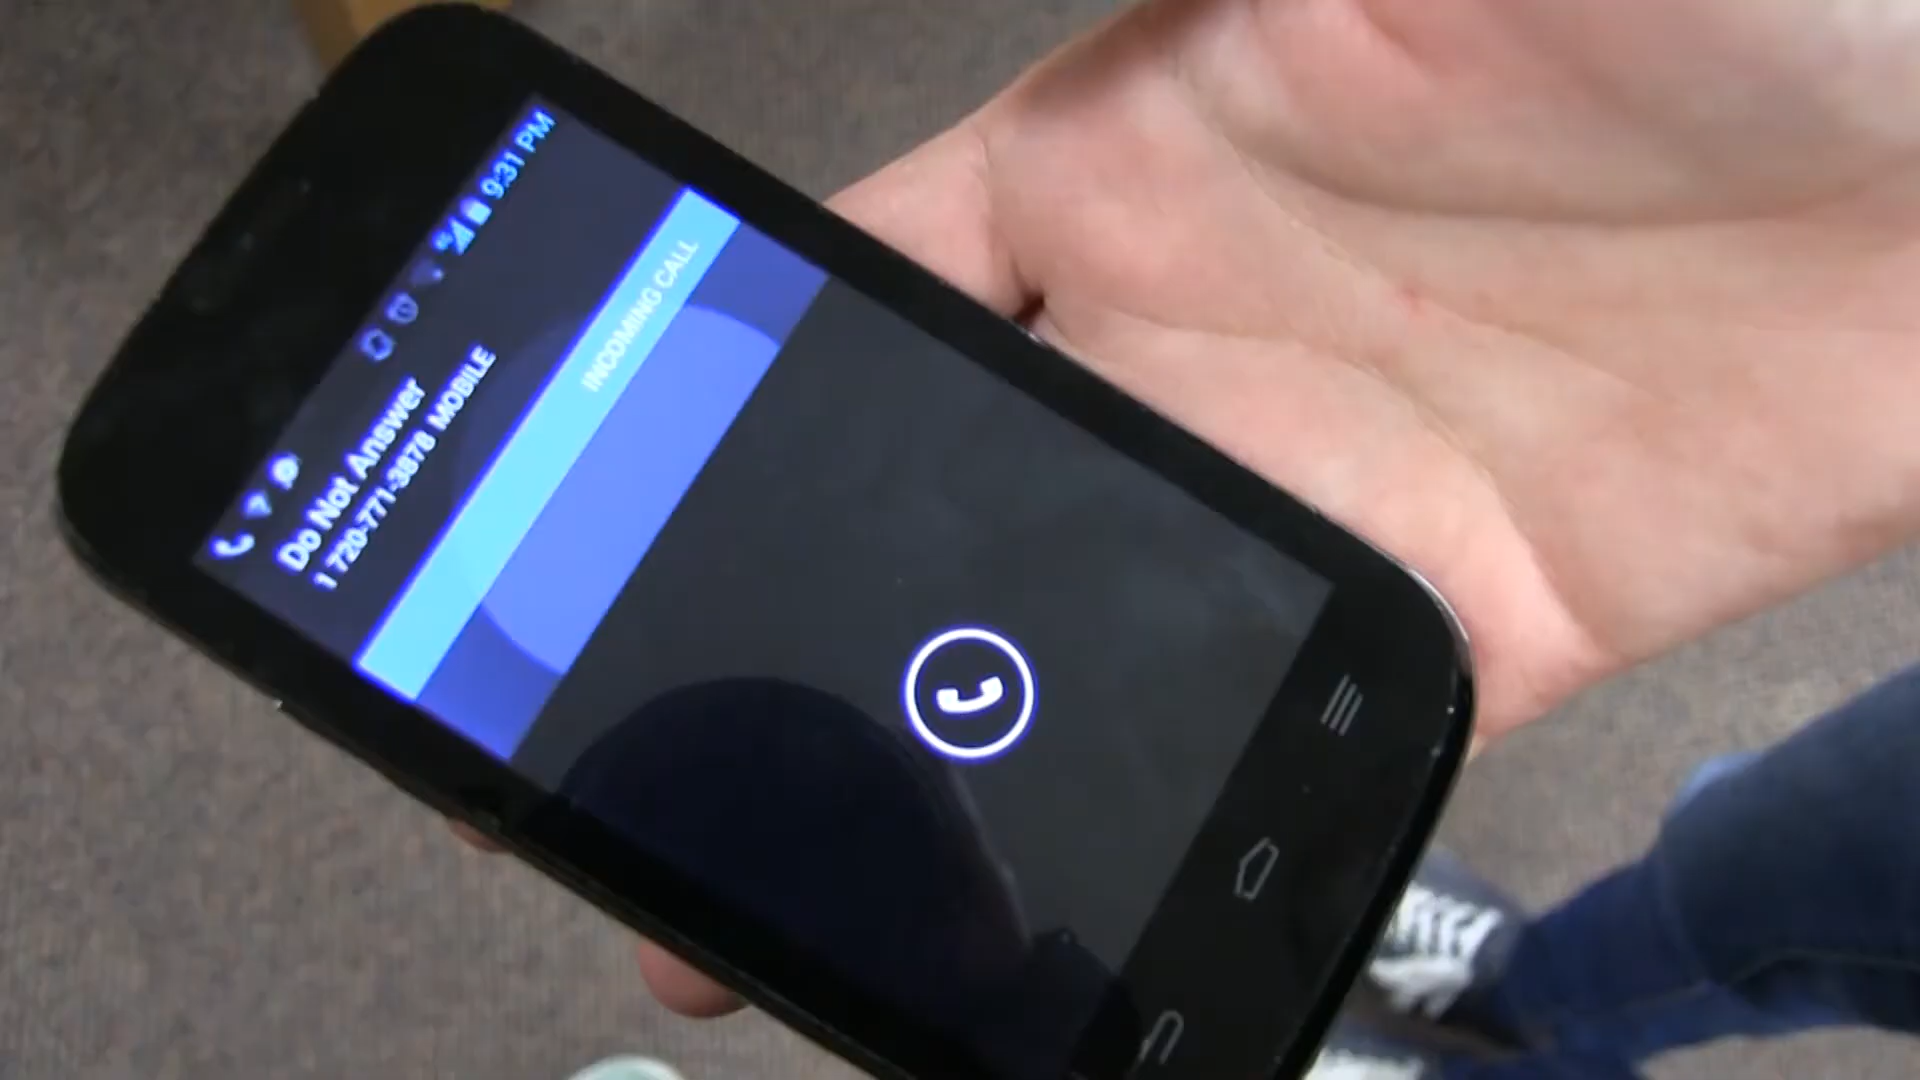 9:31 PM
Do Not Answer
1 720-771-3878 MOBILE
INCOMING CALL